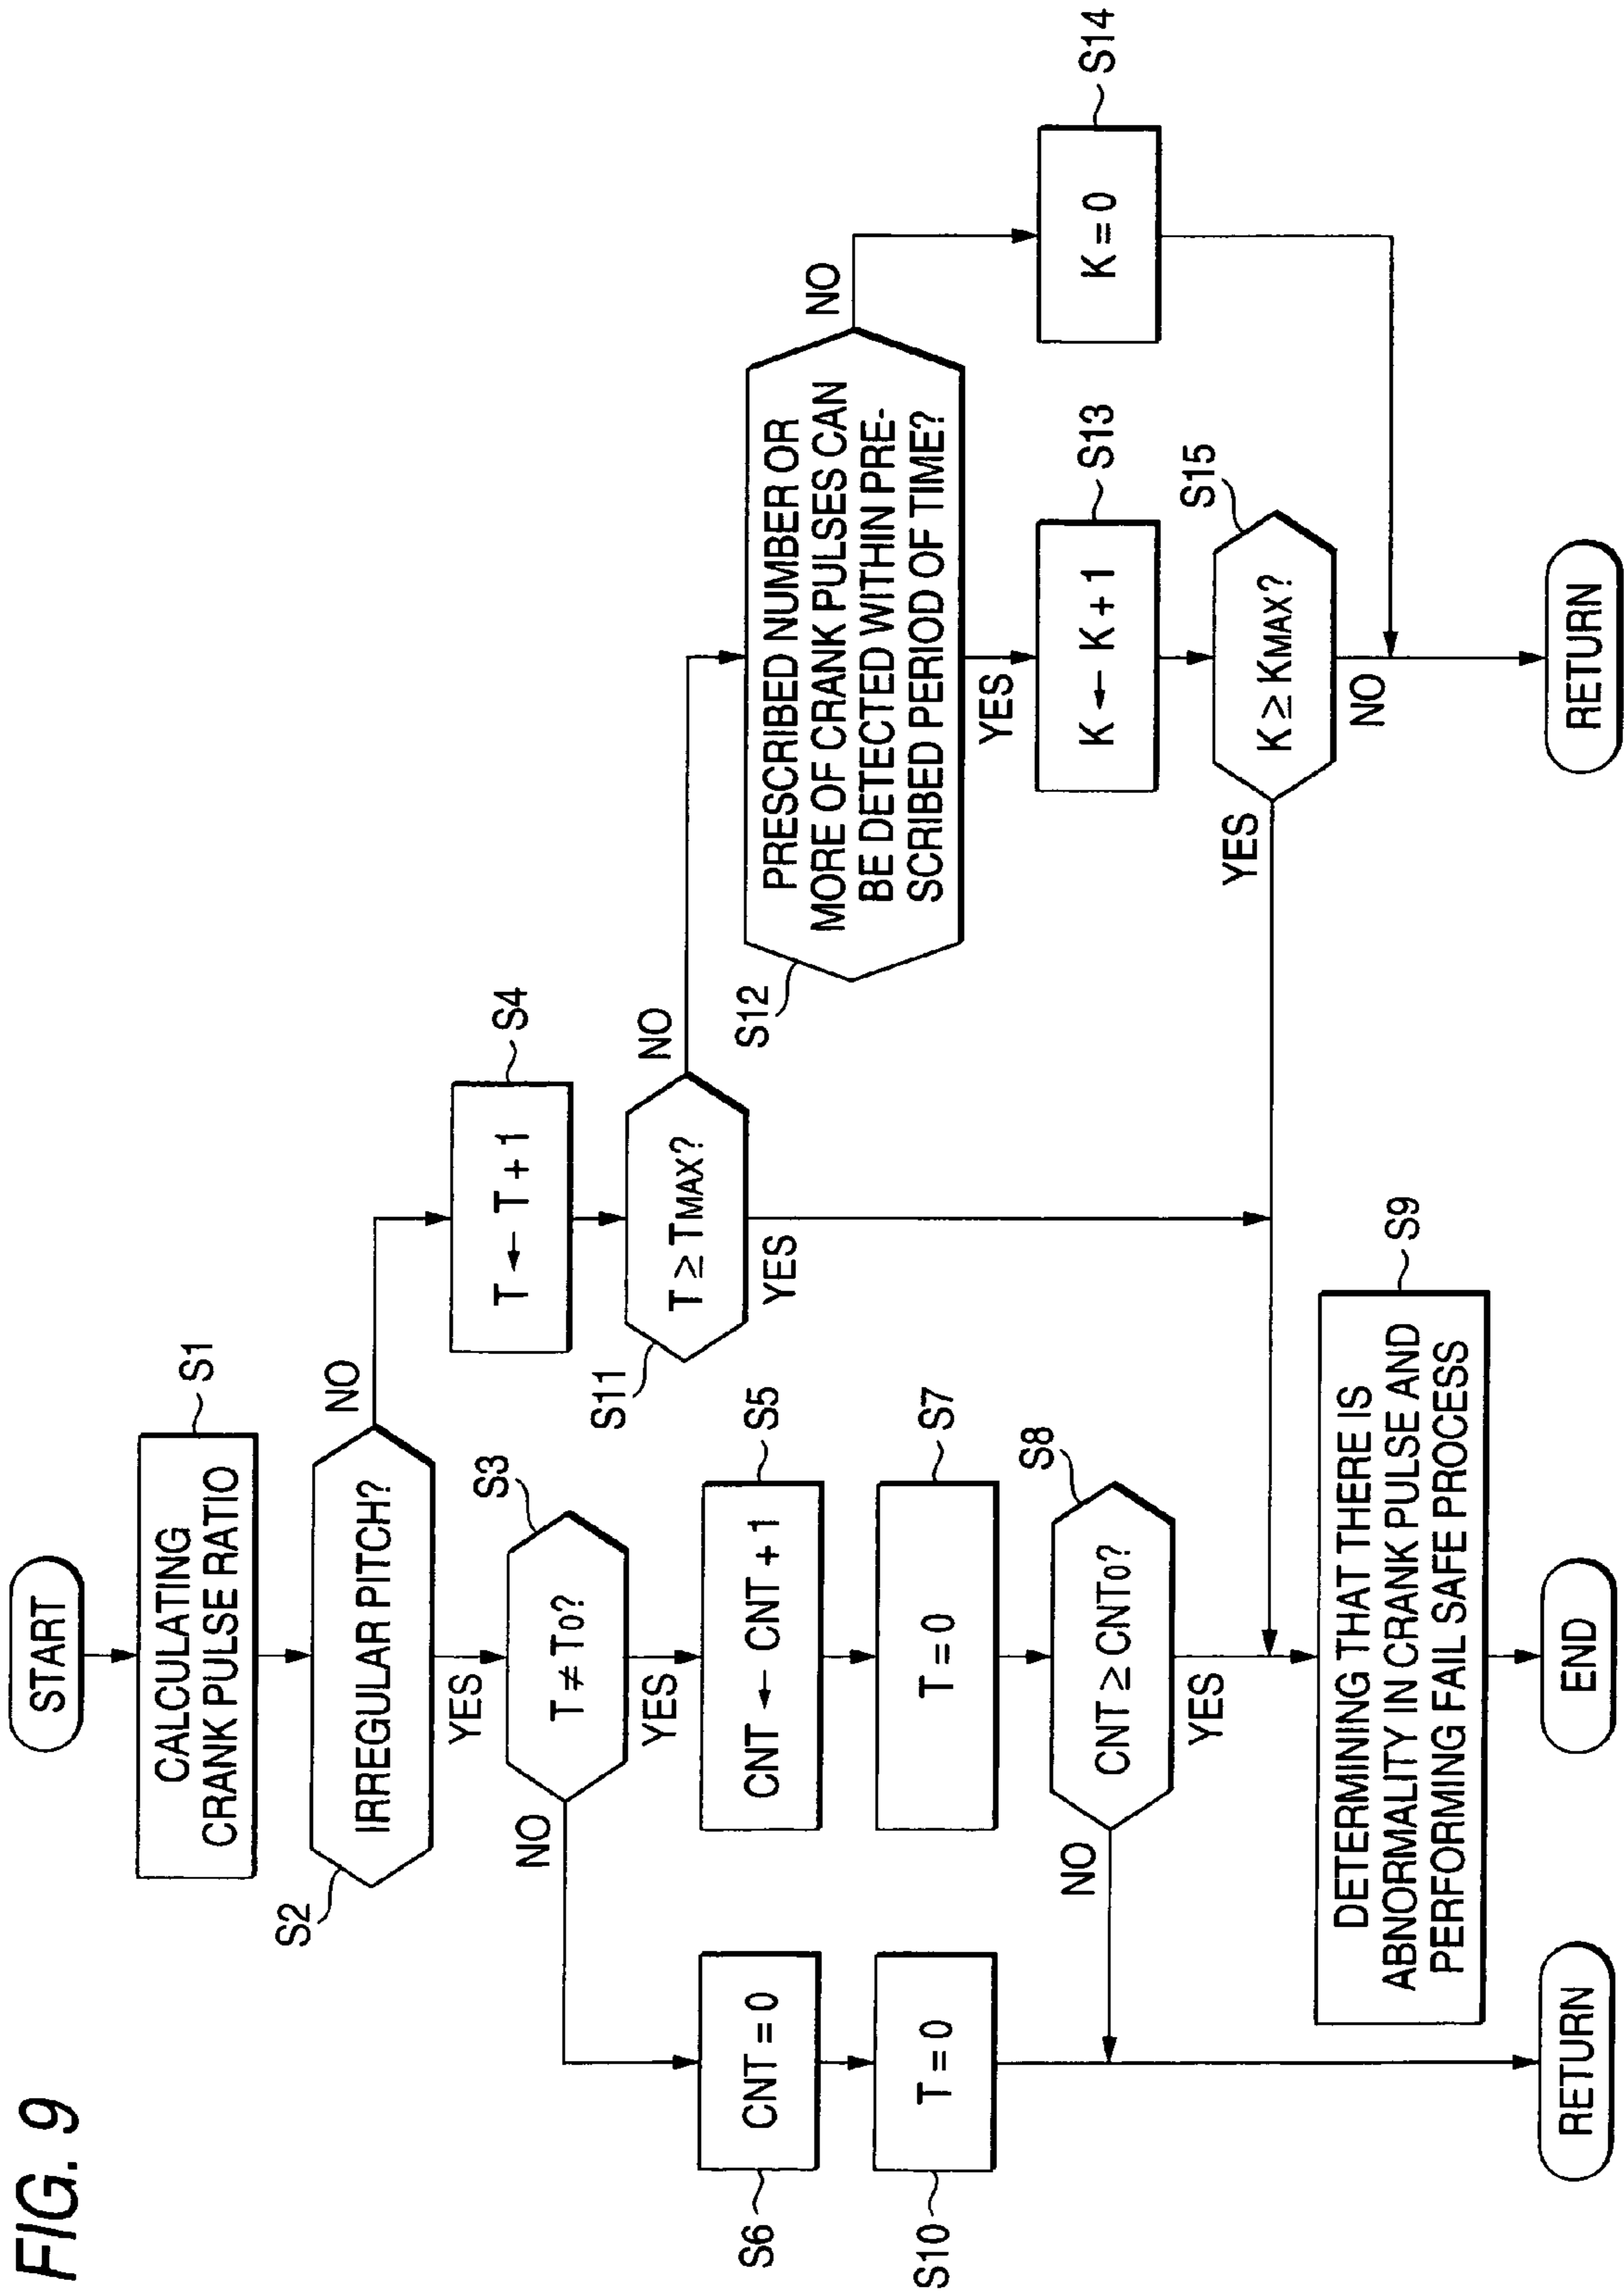 FIG. 9
START
CALCULATING
CRANK PULSE RATIO
S1
IRREGULAR PITCH?
S2
NO
YES
T ≠ T0?
S3
NO
YES
T ← T + 1
S4
T ≥ TMAX?
S11
NO
YES
CNT = 0
S6
CNT ← CNT + 1
S5
T = 0
S10
T = 0
S7
CNT ≥ CNT0?
S8
NO
YES
PRESCRIBED NUMBER OR
MORE OF CRANK PULSES CAN
BE DETECTED WITHIN PRE-
SCRIBED PERIOD OF TIME?
S12
NO
YES
K ← K + 1
S13
K = 0
S14
K ≥ KMAX?
S15
YES
NO
DETERMINING THAT THERE IS
ABNORMALITY IN CRANK PULSE AND
PERFORMING FAIL SAFE PROCESS
S9
RETURN
END
RETURN